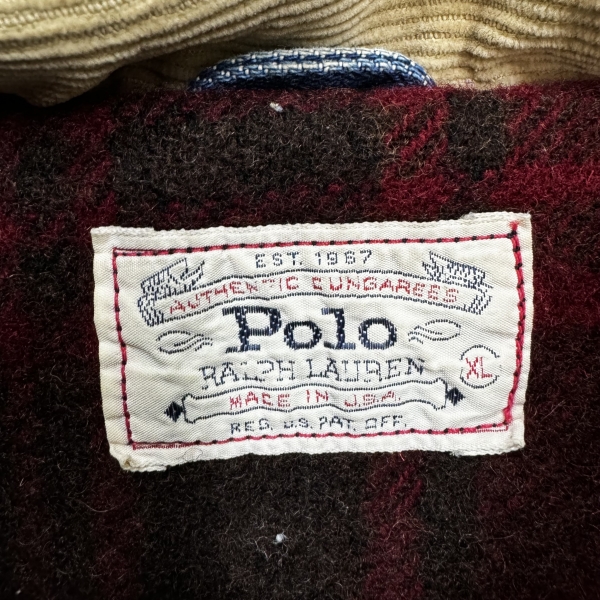 EST. 1967
AUTHENTIC DUNGAREES
Polo
RALPH LAUREN
XL
MADE IN U.S.A.
REG. U.S. PAT. OFF.